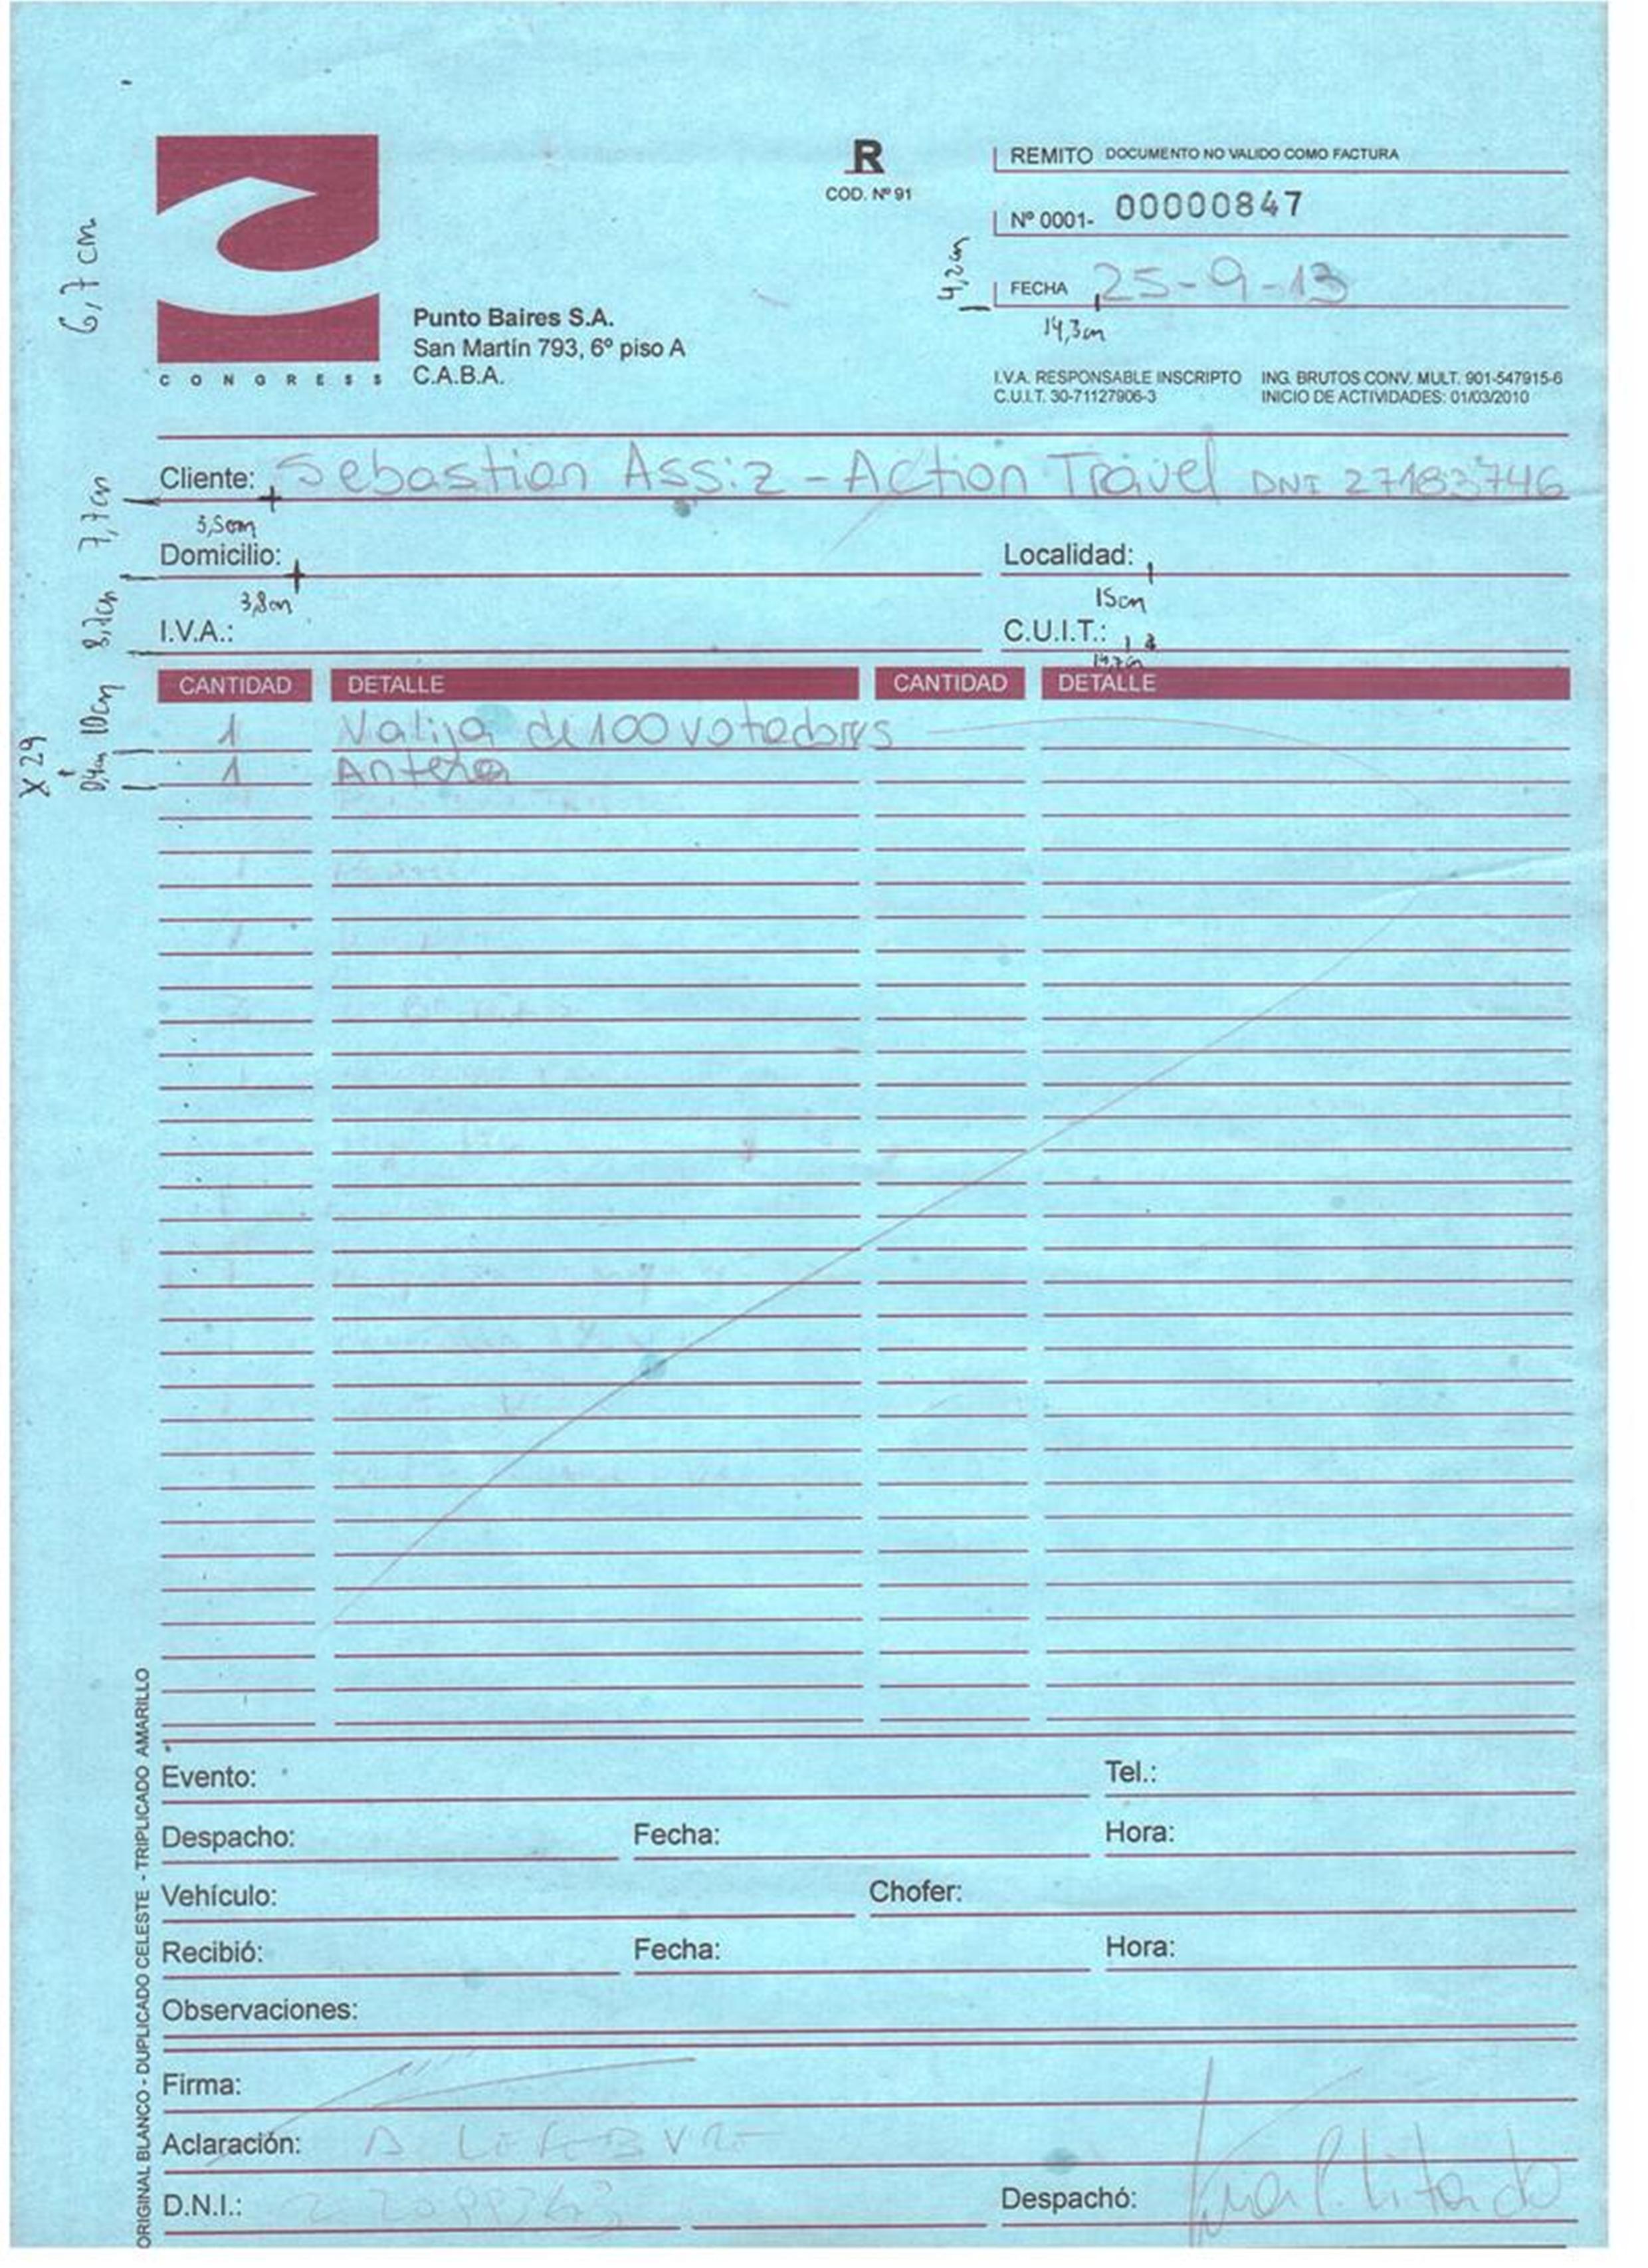 R
COD. Nº 91
REMITO DOCUMENTO NO VALIDO COMO FACTURA
Nº 0001- 00000847
FECHA 25-9-13
4,2cm
14,3cm
6,7 cm
CONGRESS
Punto Baires S.A.
San Martín 793, 6º piso A
C.A.B.A.
I.V.A. RESPONSABLE INSCRIPTO ING. BRUTOS CONV. MULT. 901-547915-6
C.U.I.T. 30-71127906-3 INICIO DE ACTIVIDADES: 01/03/2010
Cliente: Sebastian Assiz - Action Travel DNI 27183746
7,7cm
3,5cm
Domicilio: Localidad:
3,8cm 15cm
8,7cm
I.V.A.: C.U.I.T.:
14,7cm
CANTIDAD DETALLE CANTIDAD DETALLE
10cm
1 Valija de 100 votadores
1 Antena
X 29
0,4cm
Evento: Tel.:
Despacho: Fecha: Hora:
Vehículo: Chofer:
Recibió: Fecha: Hora:
Observaciones:
Firma:
Aclaración: LEFEBVRE
D.N.I.: Despachó:
ORIGINAL BLANCO - DUPLICADO CELESTE - TRIPLICADO AMARILLO